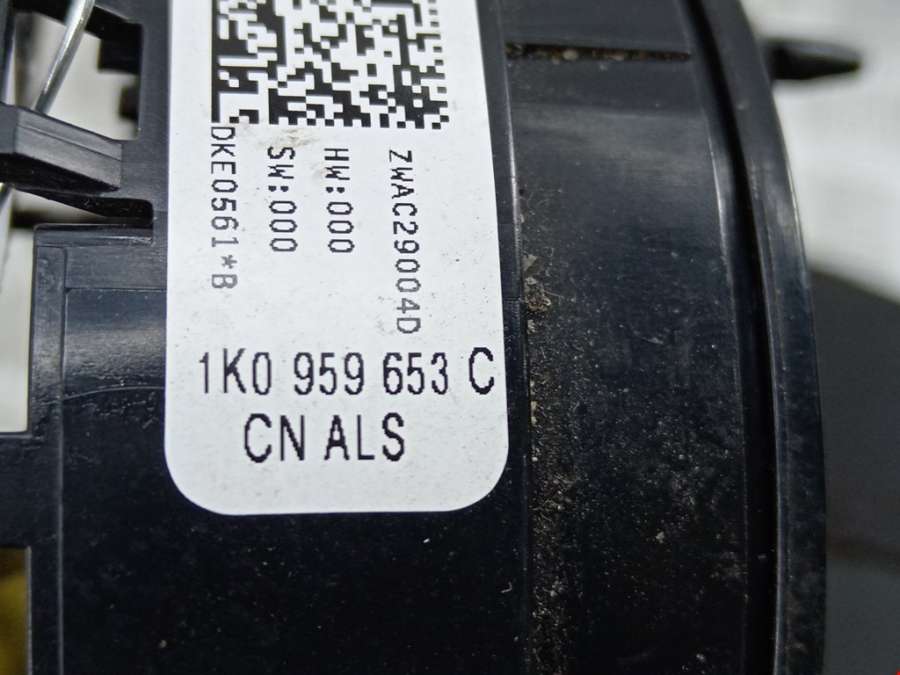 ZWAC29004D
HW:000
SW:000
DKE0561*B
1K0 959 653 C
CN ALS